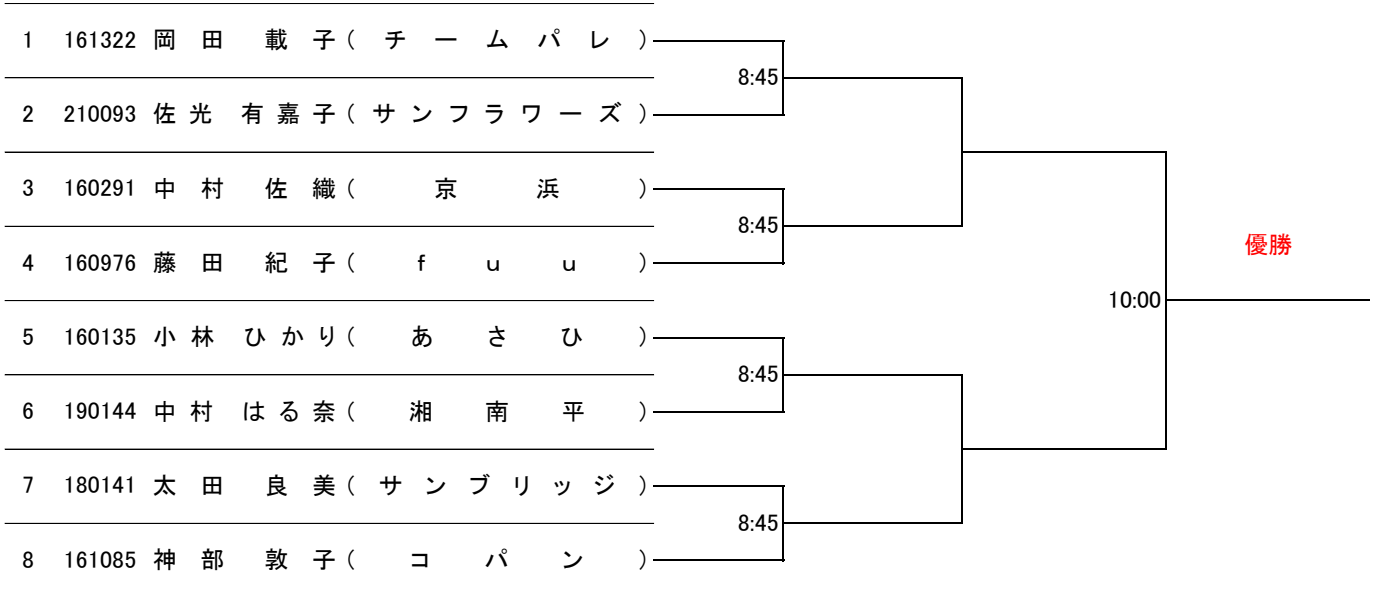 1 161322 岡田 載子(チームパレ)
8:45
2 210093 佐光 有嘉子(サンフラワーズ)
3 160291 中村 佐織(京浜)
8:45
優勝
4 160976 藤田 紀子(fuu)
10:00
5 160135 小林 ひかり(あさひ)
8:45
6 190144 中村 はる奈(湘南平)
7 180141 太田 良美(サンブリッジ)
8:45
8 161085 神部 敦子(コパン)